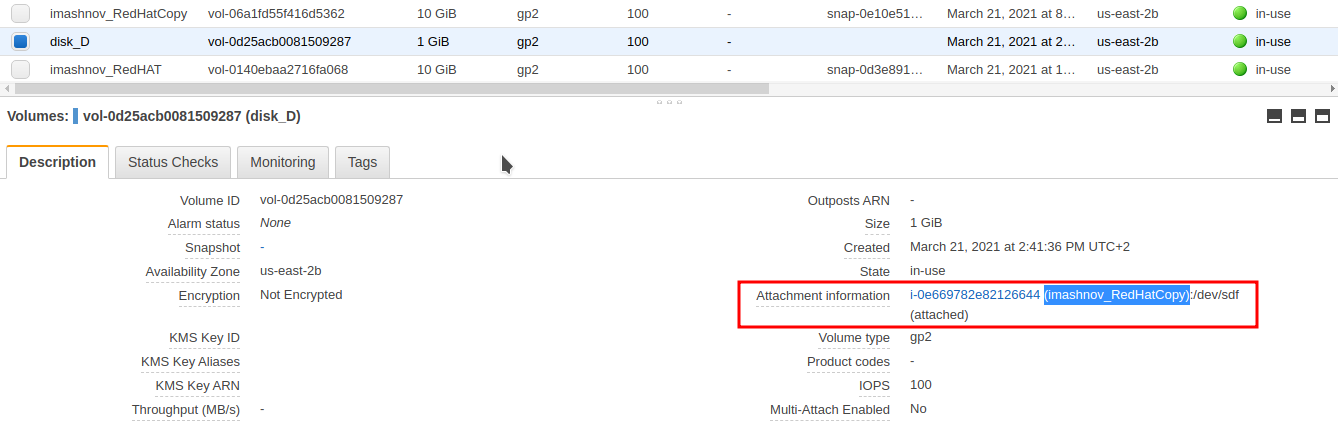 imashnov_RedHatCopy vol-06a1fd55f416d5362 10 GiB gp2 100 - snap-0e10e51... March 21, 2021 at 8... us-east-2b in-use
disk_D vol-0d25acb0081509287 1 GiB gp2 100 - March 21, 2021 at 2... us-east-2b in-use
imashnov_RedHAT vol-0140ebaa2716fa068 10 GiB gp2 100 - snap-0d3e891... March 21, 2021 at 1... us-east-2b in-use
Volumes: vol-0d25acb0081509287 (disk_D)
Description Status Checks Monitoring Tags
Volume ID vol-0d25acb0081509287
Alarm status None
Snapshot -
Availability Zone us-east-2b
Encryption Not Encrypted
KMS Key ID
KMS Key Aliases
KMS Key ARN
Throughput (MB/s) -
Outposts ARN -
Size 1 GiB
Created March 21, 2021 at 2:41:36 PM UTC+2
State in-use
Attachment information i-0e669782e82126644 (imashnov_RedHatCopy):/dev/sdf
(attached)
Volume type gp2
Product codes -
IOPS 100
Multi-Attach Enabled No